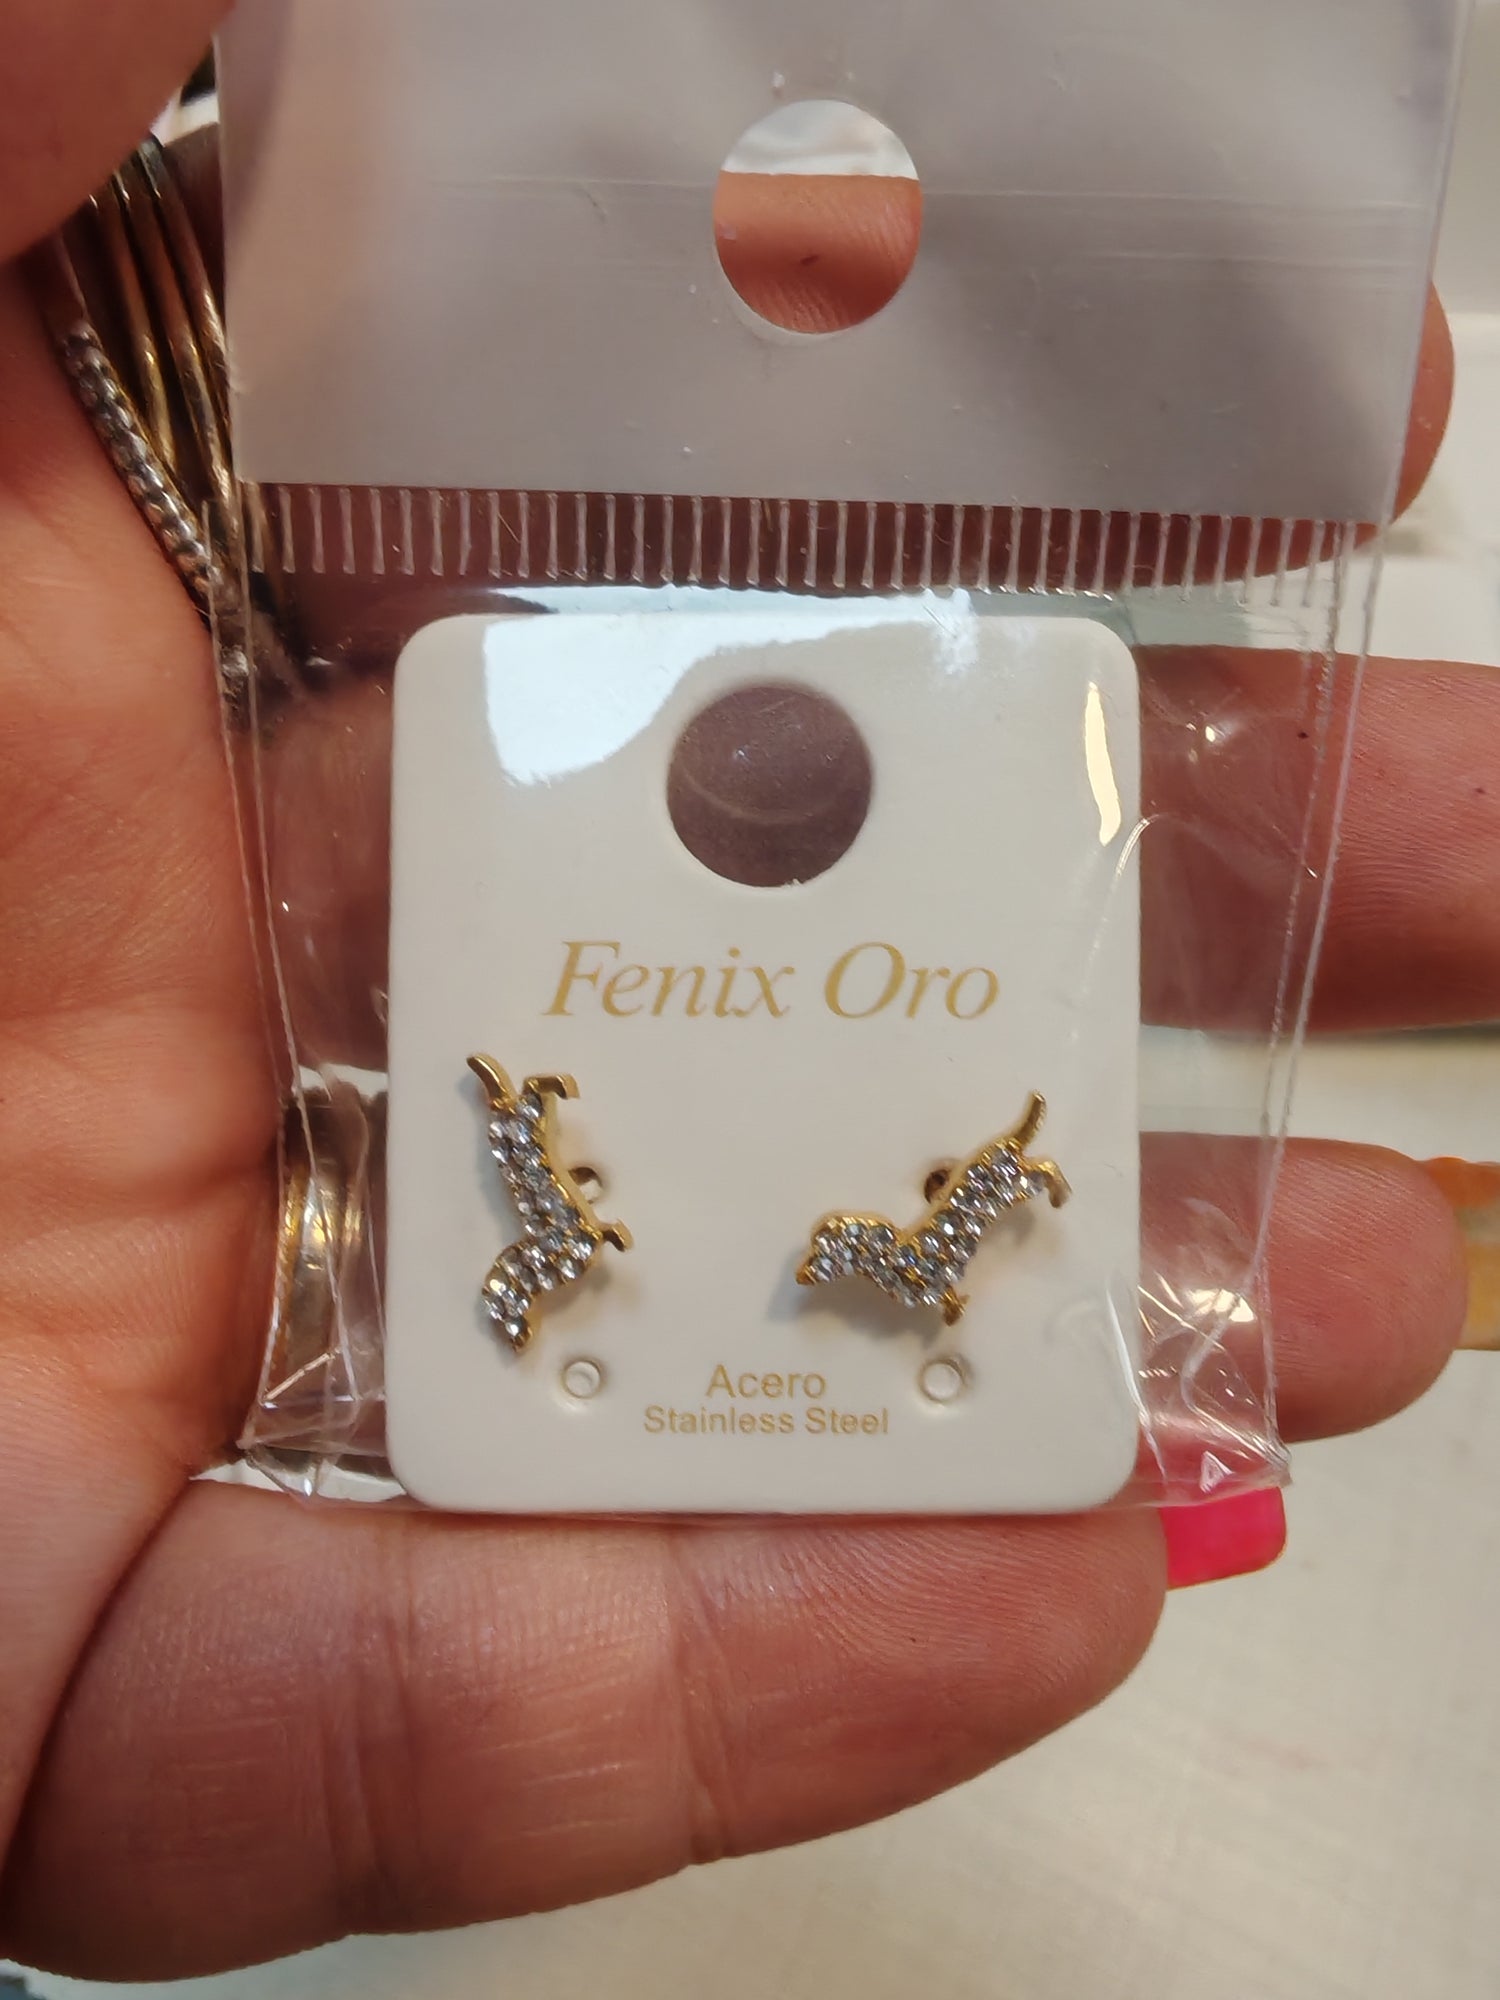 Fenix Oro
Acero
Stainless Steel